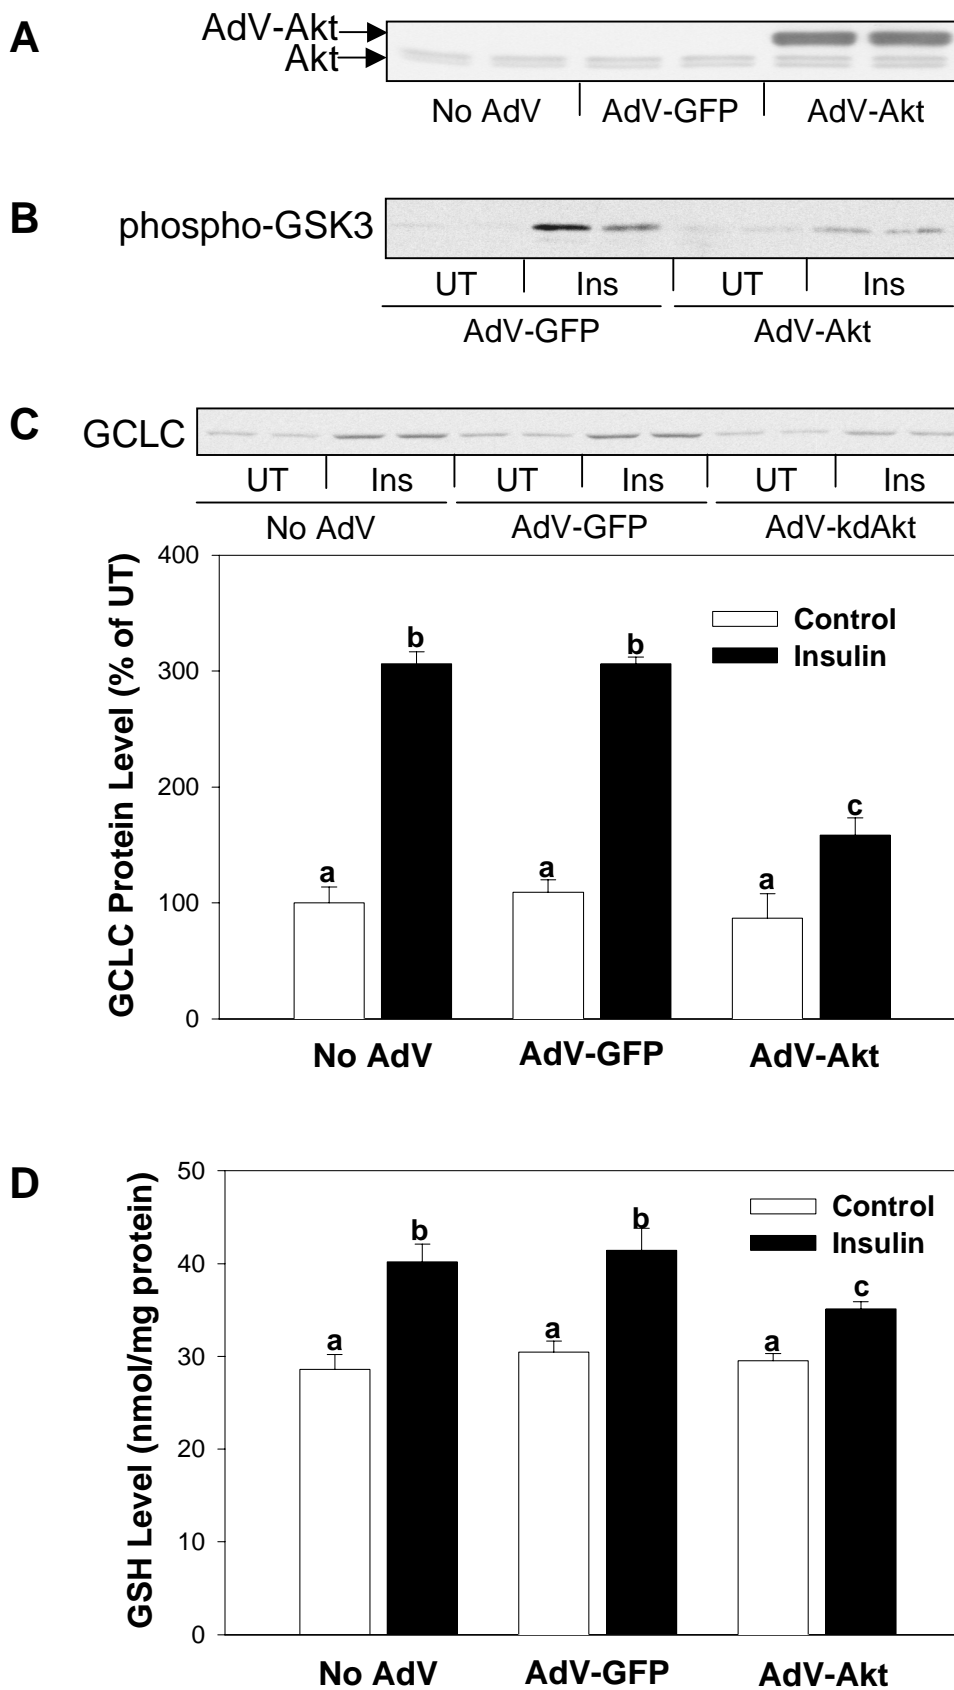 A
AdV-Akt
Akt
No AdV AdV-GFP AdV-Akt
B
phospho-GSK3
UT Ins UT Ins
AdV-GFP AdV-Akt
C
GCLC
UT Ins UT Ins UT Ins
No AdV AdV-GFP AdV-kdAkt
GCLC Protein Level (% of UT)
400
300
200
100
0
Control
Insulin
a b a b a c
No AdV AdV-GFP AdV-Akt
D
GSH Level (nmol/mg protein)
50
40
30
20
10
0
Control
Insulin
a b a b a c
No AdV AdV-GFP AdV-Akt